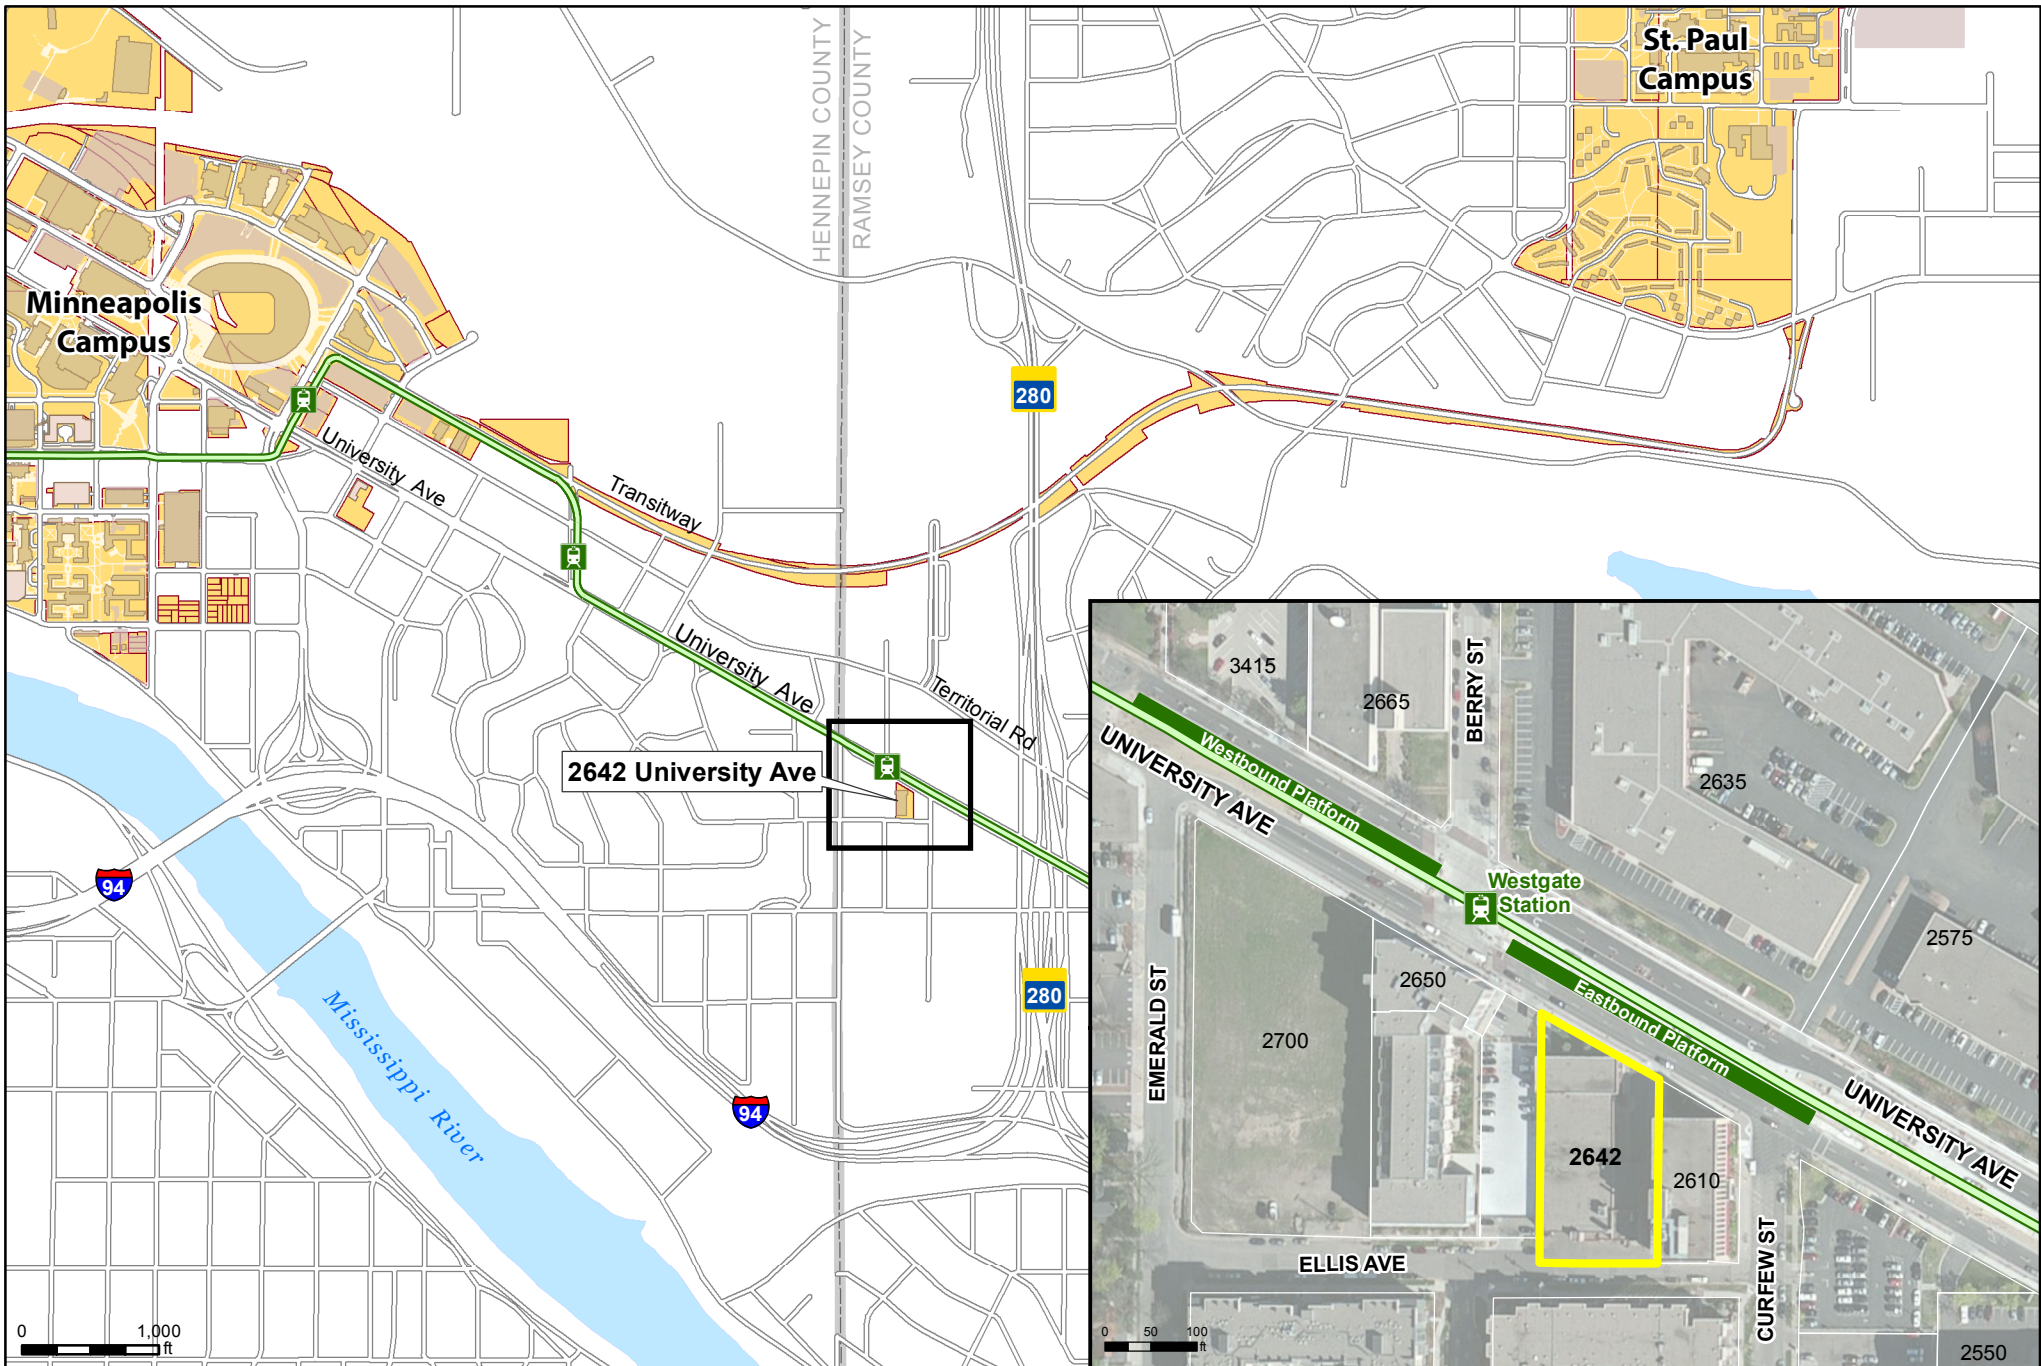 St. Paul
Campus
HENNEPIN COUNTY
RAMSEY COUNTY
Minneapolis
Campus
280
University Ave
Transitway
University Ave
Territorial Rd
2642 University Ave
94
280
Mississippi River
94
0 1,000
ft
3415
2665
BERRY ST
2635
UNIVERSITY AVE
Westbound Platform
Westgate
Station
2575
2650
EMERALD ST
2700
Eastbound Platform
UNIVERSITY AVE
2642
2610
ELLIS AVE
CURFEW ST
0 50 100
ft
2550